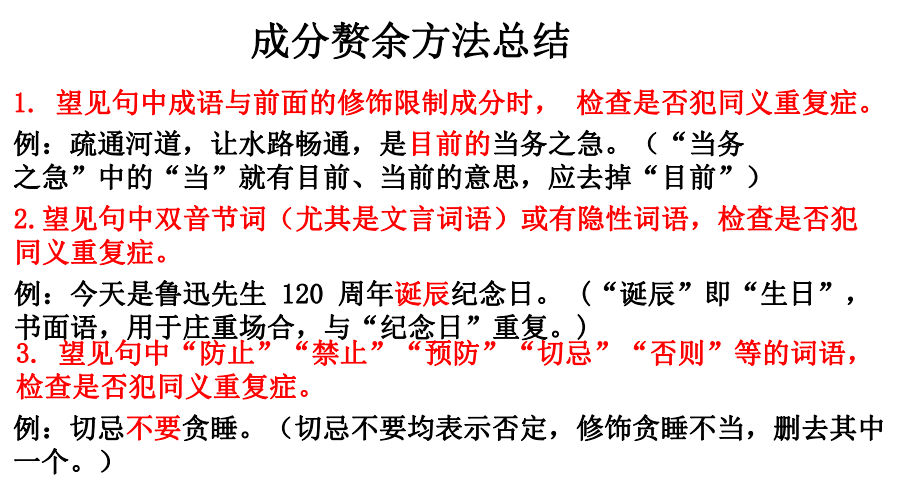 成分赘余方法总结
1. 望见句中成语与前面的修饰限制成分时， 检查是否犯同义重复症。
例：疏通河道，让水路畅通，是目前的当务之急。（“当务
之急”中的“当”就有目前、当前的意思，应去掉“目前”）
2.望见句中双音节词（尤其是文言词语）或有隐性词语，检查是否犯
同义重复症。
例：今天是鲁迅先生 120 周年诞辰纪念日。 (“诞辰”即“生日”，
书面语，用于庄重场合，与“纪念日”重复。)
3. 望见句中“防止”“禁止”“预防”“切忌”“否则”等的词语，
检查是否犯同义重复症。
例：切忌不要贪睡。（切忌不要均表示否定，修饰贪睡不当，删去其中
一个。）